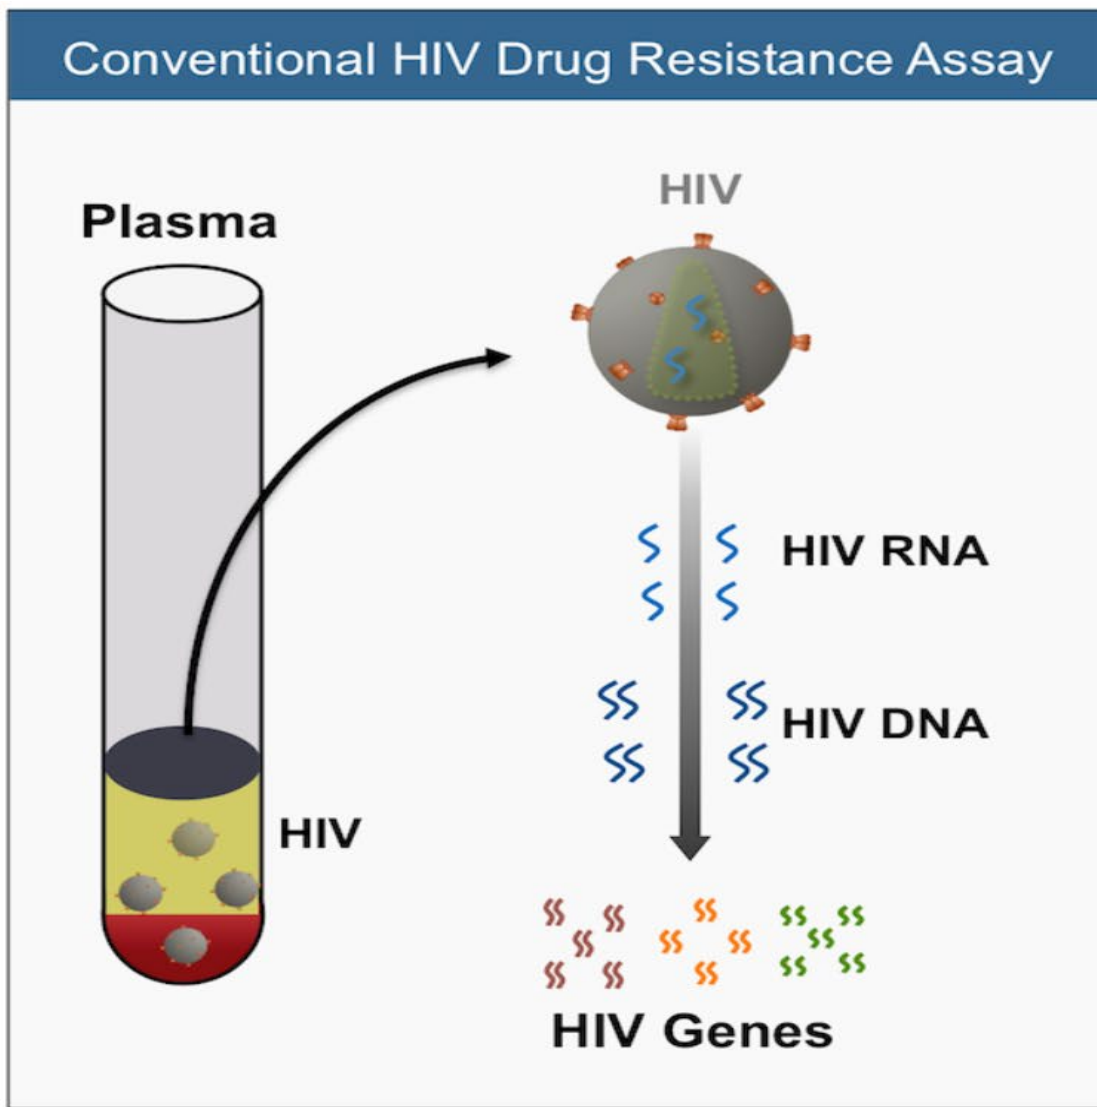 Conventional HIV Drug Resistance Assay
Plasma
HIV
HIV
HIV RNA
HIV DNA
HIV Genes